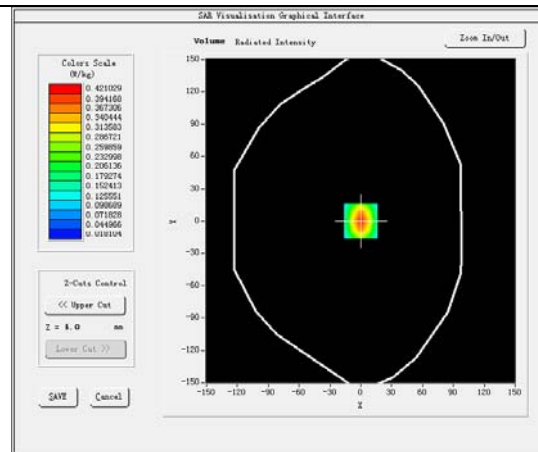 SAR Visualisation Graphical Interface
Volume Radiated Intensity
Zoom In/Out
Colors Scale
(W/kg)
0.421029
0.394168
0.367306
0.340444
0.313583
0.286721
0.259859
0.232998
0.206136
0.179274
0.152413
0.125551
0.098689
0.071828
0.044966
0.018104
150
120
90
60
30
0
-30
-60
-90
-120
-150
Y
-150 -120 -90 -60 -30 0 30 60 90 120 150
X
Z-Cuts Control
<< Upper Cut
Z = 4.0 mm
Lower Cut >>
SAVE Cancel